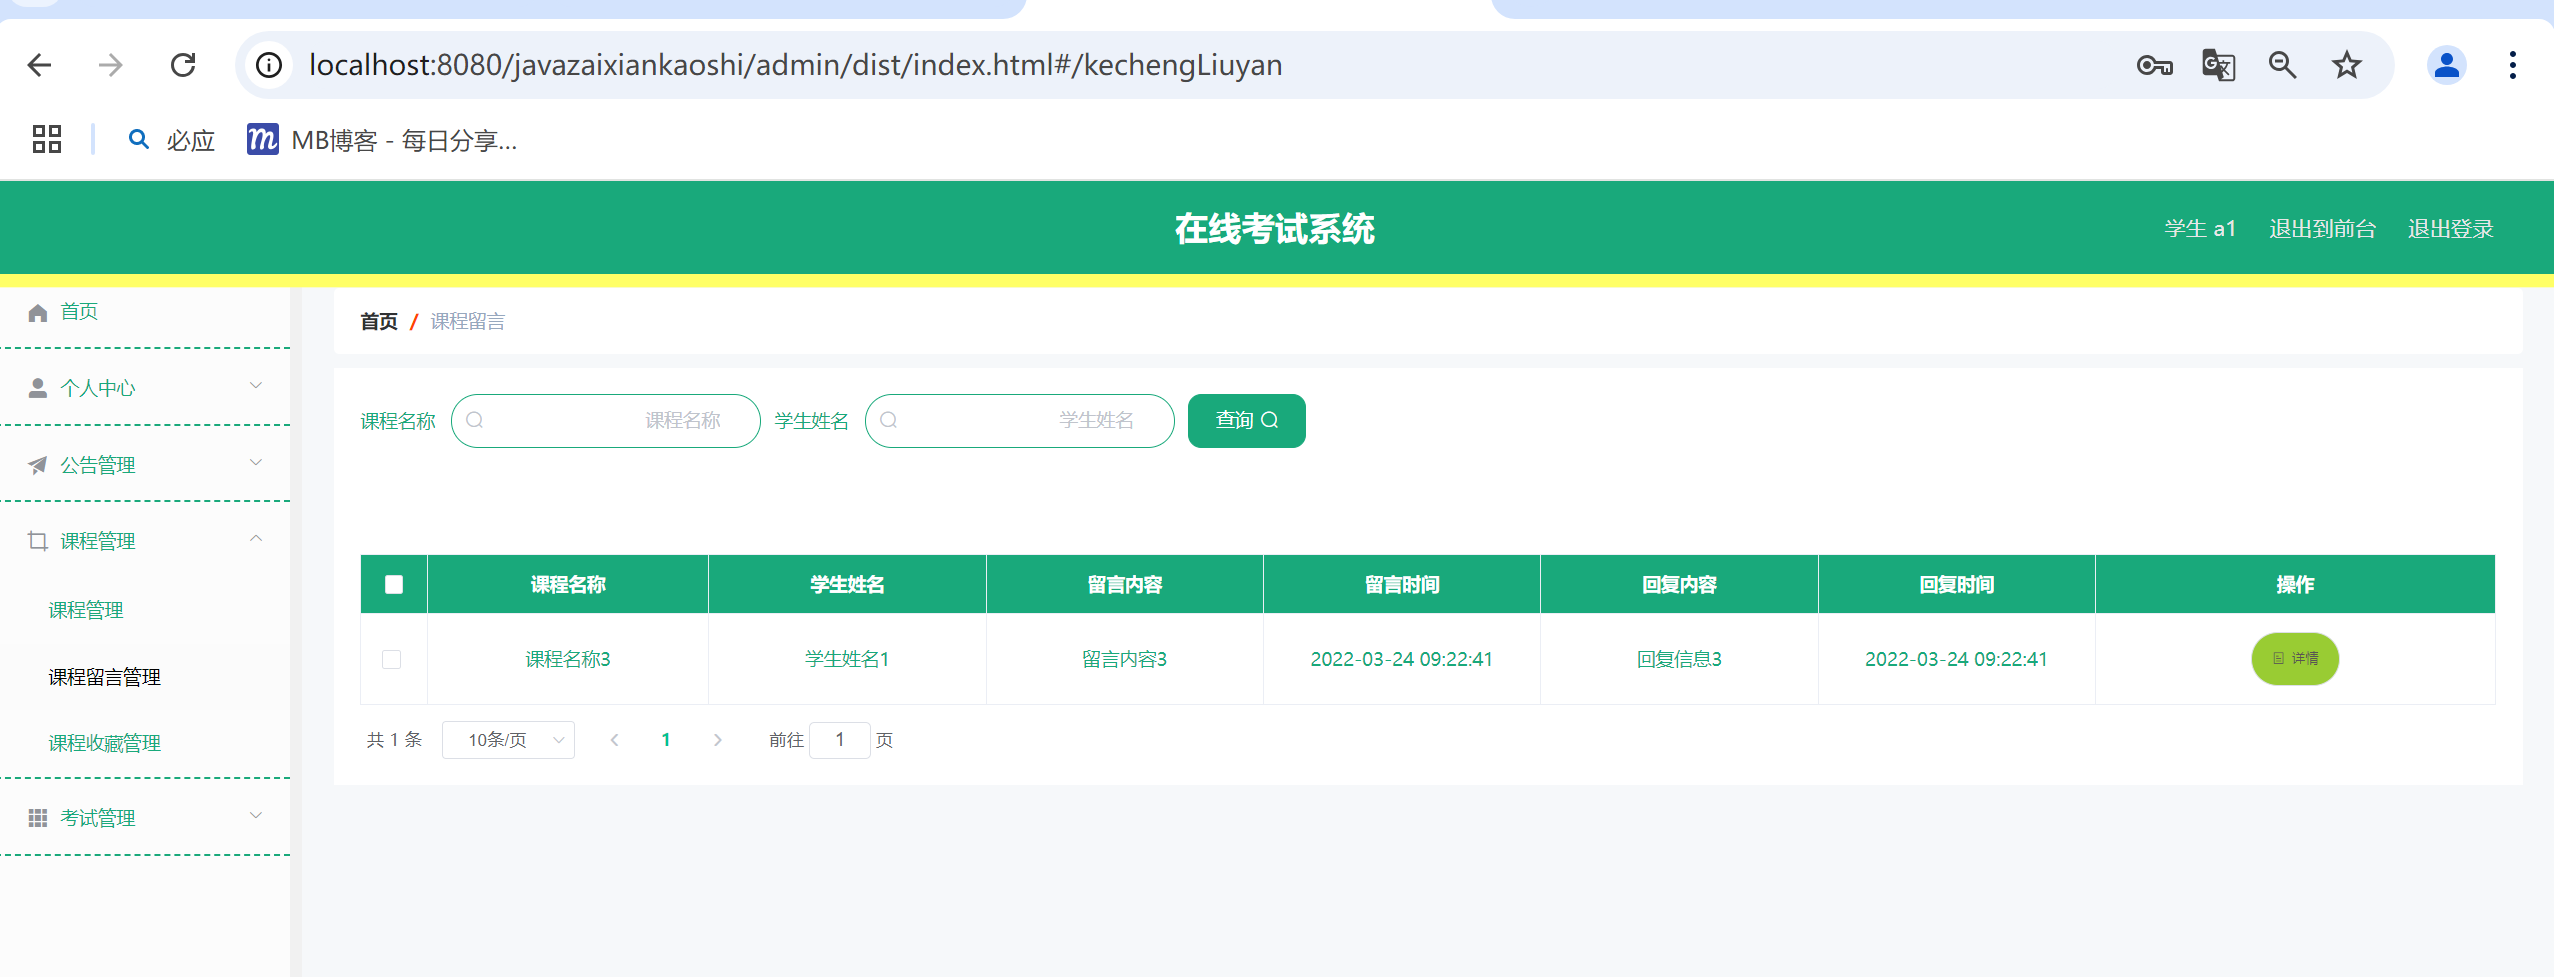 localhost:8080/javazaixiankaoshi/admin/dist/index.html#/kechengLiuyan
必应 MB博客 - 每日分享...
在线考试系统
学生 a1 退出到前台 退出登录
首页
个人中心
公告管理
课程管理
课程管理
课程留言管理
课程收藏管理
考试管理
首页 / 课程留言
课程名称 课程名称 学生姓名 学生姓名 查询
课程名称 学生姓名 留言内容 留言时间 回复内容 回复时间 操作
课程名称3 学生姓名1 留言内容3 2022-03-24 09:22:41 回复信息3 2022-03-24 09:22:41 详情
共 1 条 10条/页 1 前往 1 页